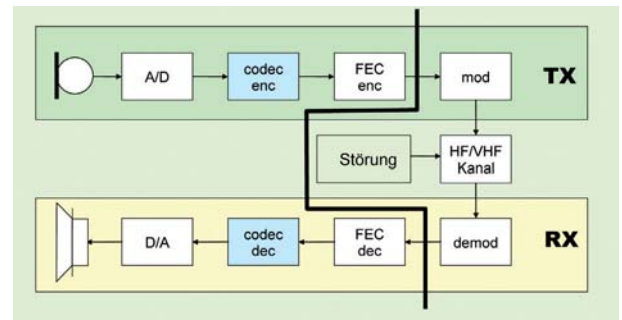 A/D
codec
enc
FEC
enc
mod
TX
Störung
HF/VHF
Kanal
D/A
codec
dec
FEC
dec
demod
RX